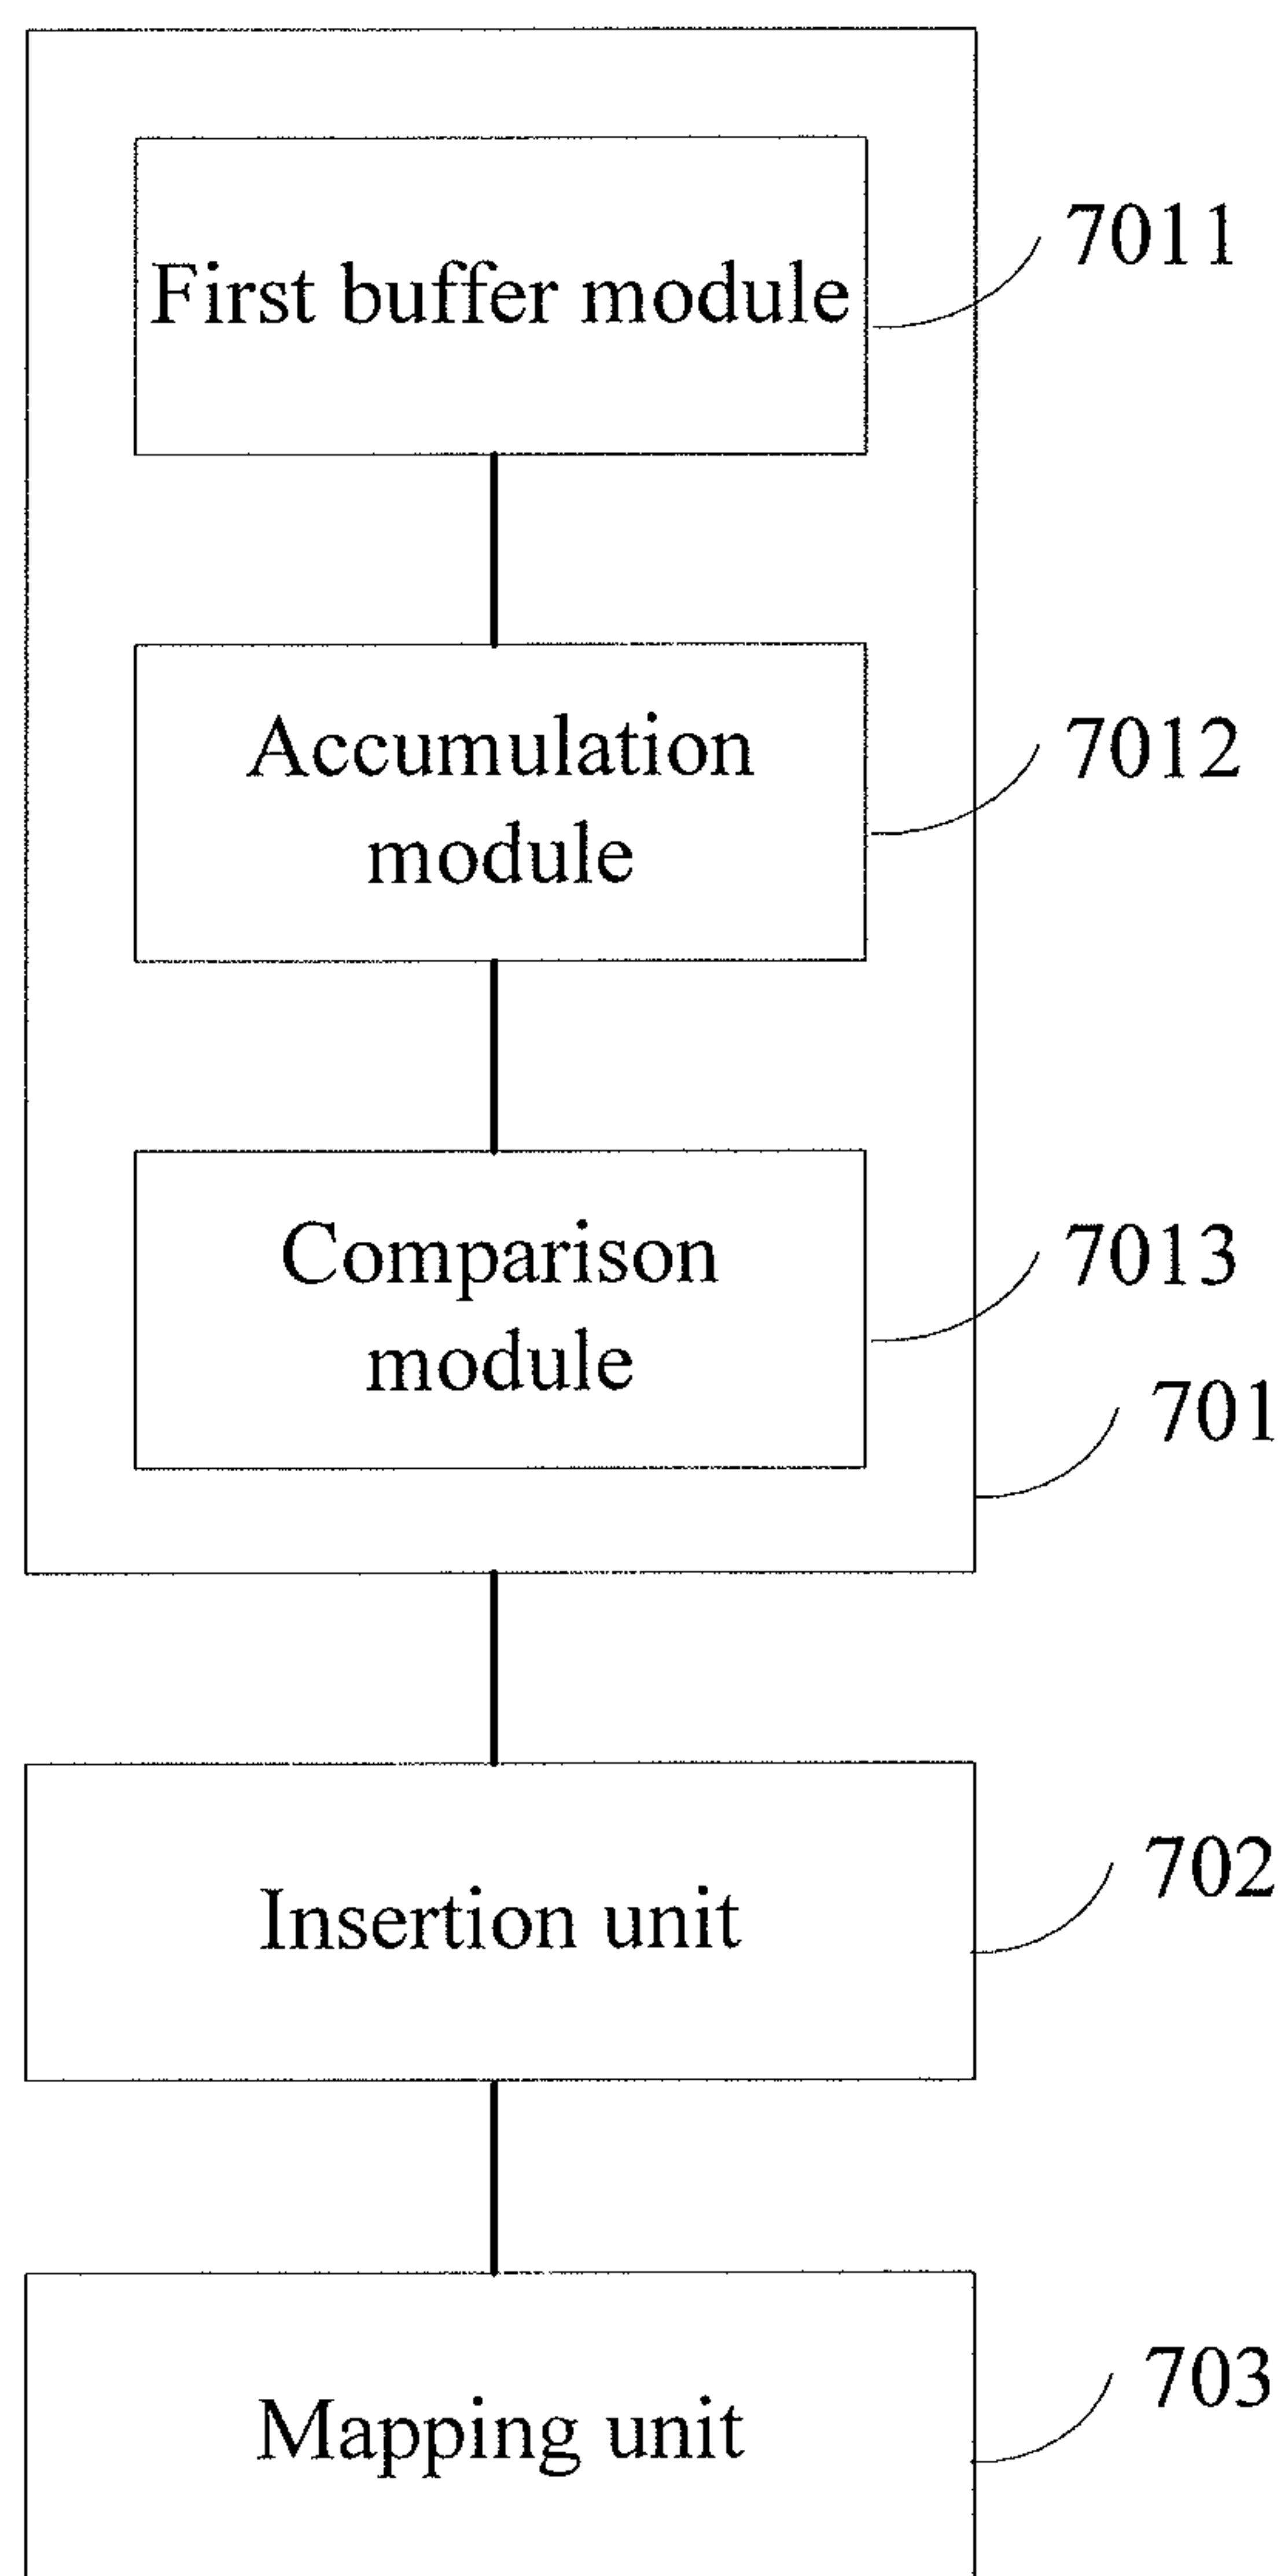 First buffer module
7011
Accumulation
module
7012
Comparison
module
7013
701
Insertion unit
702
Mapping unit
703